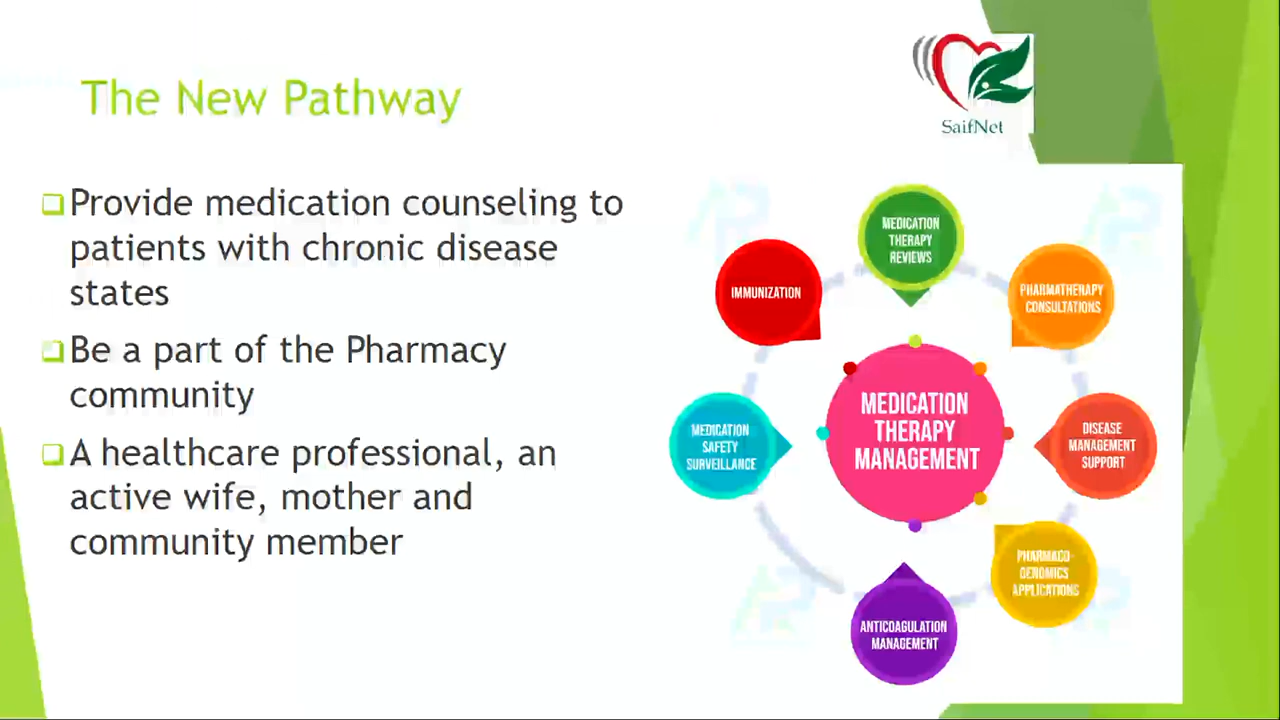 The New Pathway
SaifNet
Provide medication counseling to
patients with chronic disease
states
Be a part of the Pharmacy
community
A healthcare professional, an
active wife, mother and
community member
MEDICATION
THERAPY
REVIEWS
IMMUNIZATION
PHARMATHERAPY
CONSULTATIONS
MEDICATION
THERAPY
MANAGEMENT
MEDICATION
SAFETY
SURVEILLANCE
DISEASE
MANAGEMENT
SUPPORT
PHARMACO-
GENOMICS
APPLICATIONS
ANTICOAGULATION
MANAGEMENT